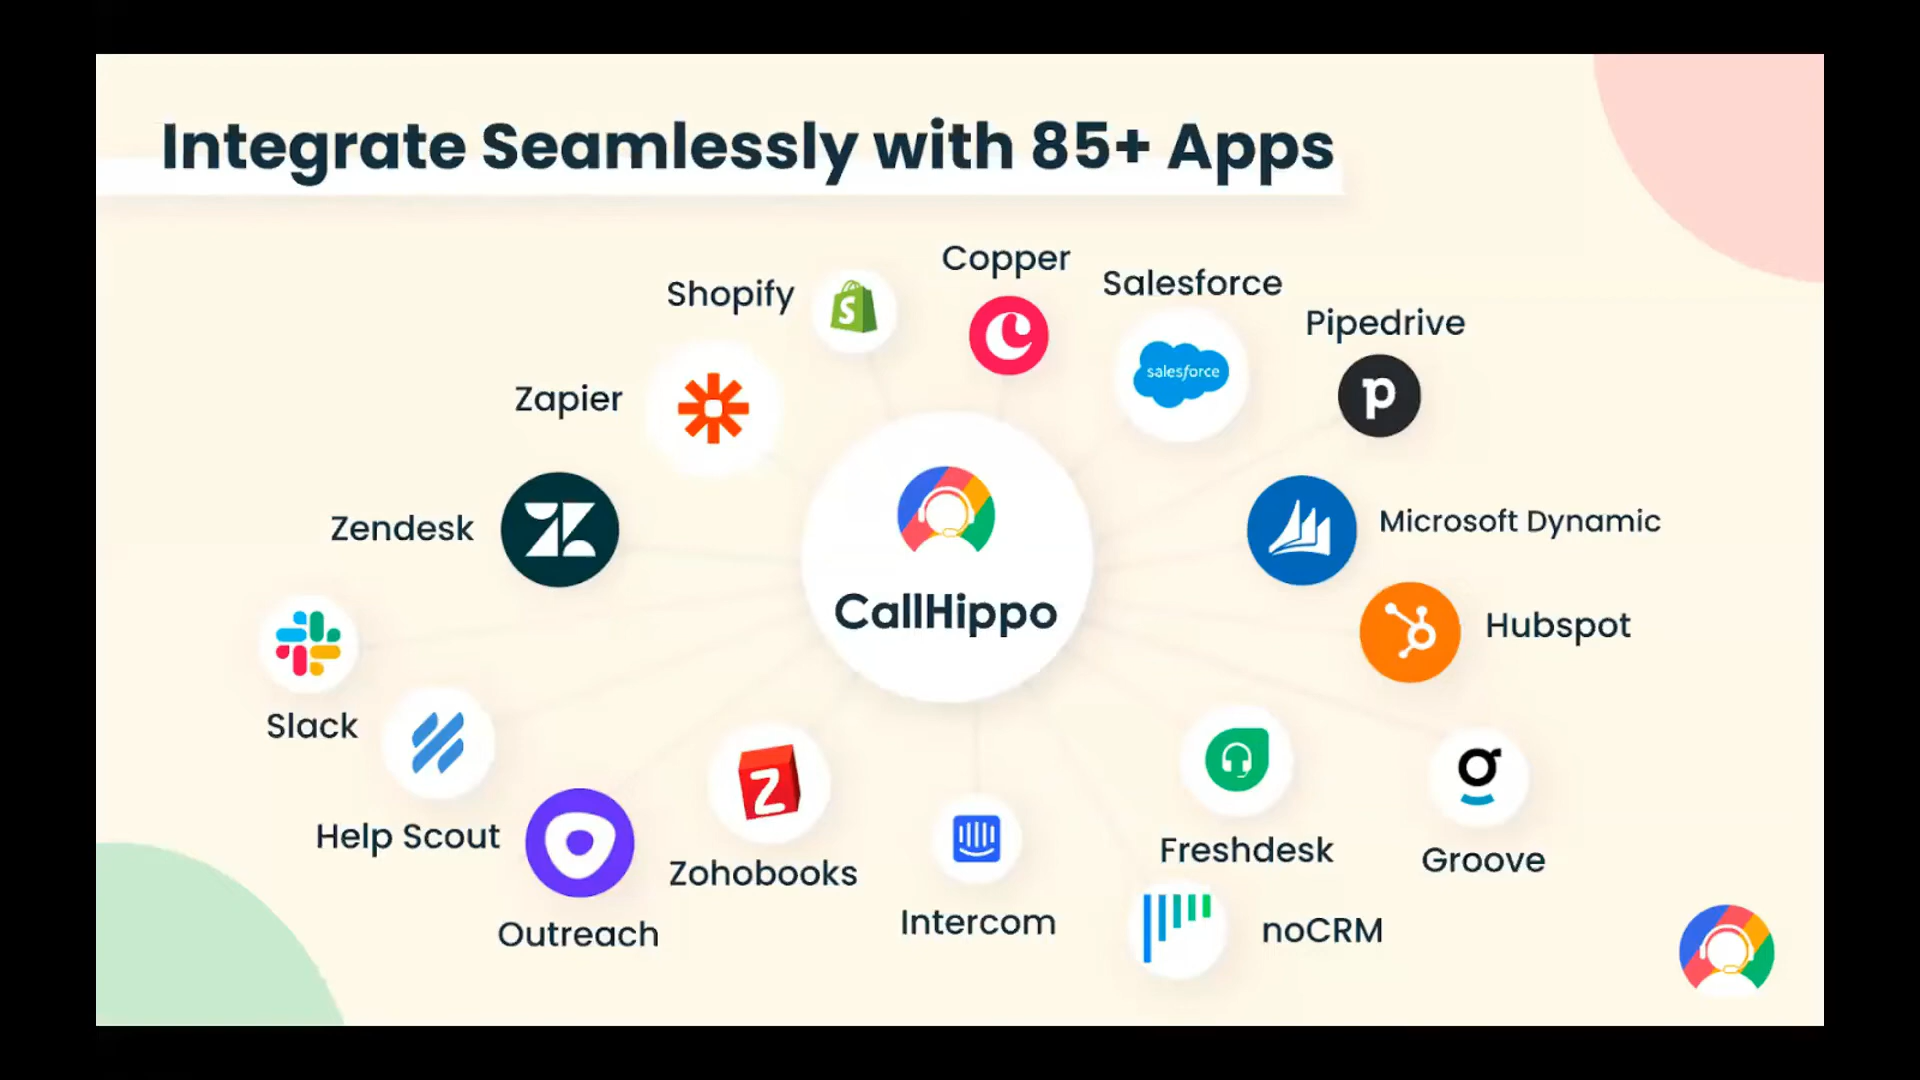 Integrate Seamlessly with 85+ Apps
Copper
Salesforce
Shopify
Pipedrive
salesforce
Zapier
Microsoft Dynamic
Zendesk
CallHippo
Hubspot
Slack
Help Scout
Z
Freshdesk
Groove
Zohobooks
Intercom
noCRM
Outreach